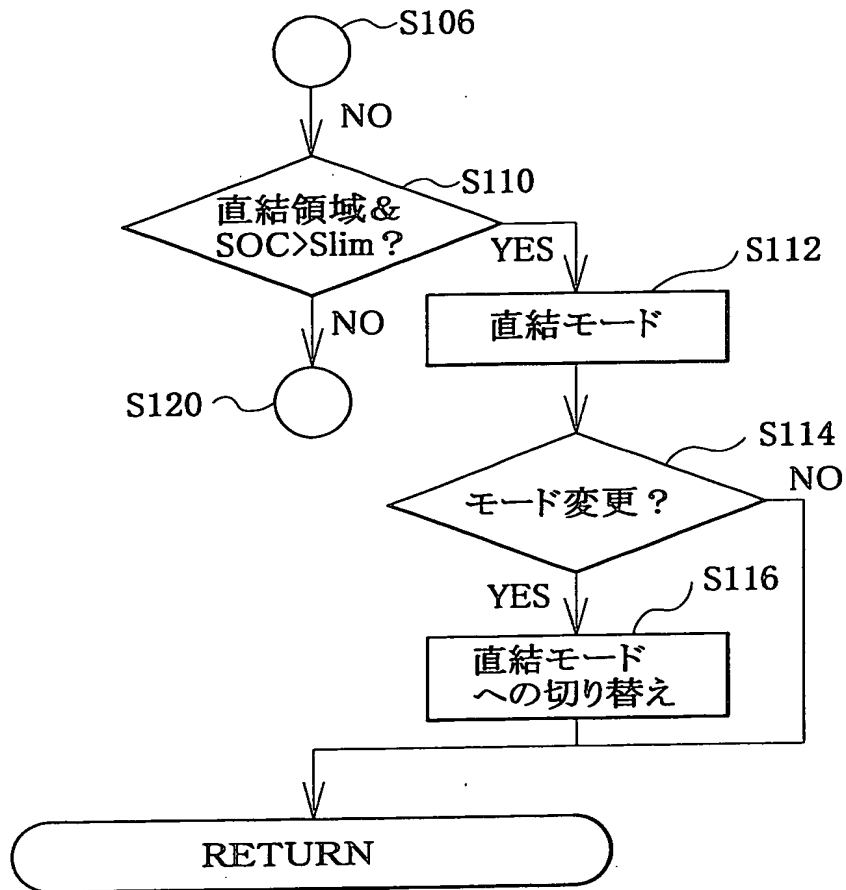 S106
NO
S110
直結領域&
SOC>Slim?
YES
S112
直結モード
NO
S120
S114
NO
モード変更?
YES
S116
直結モード
への切り替え
RETURN